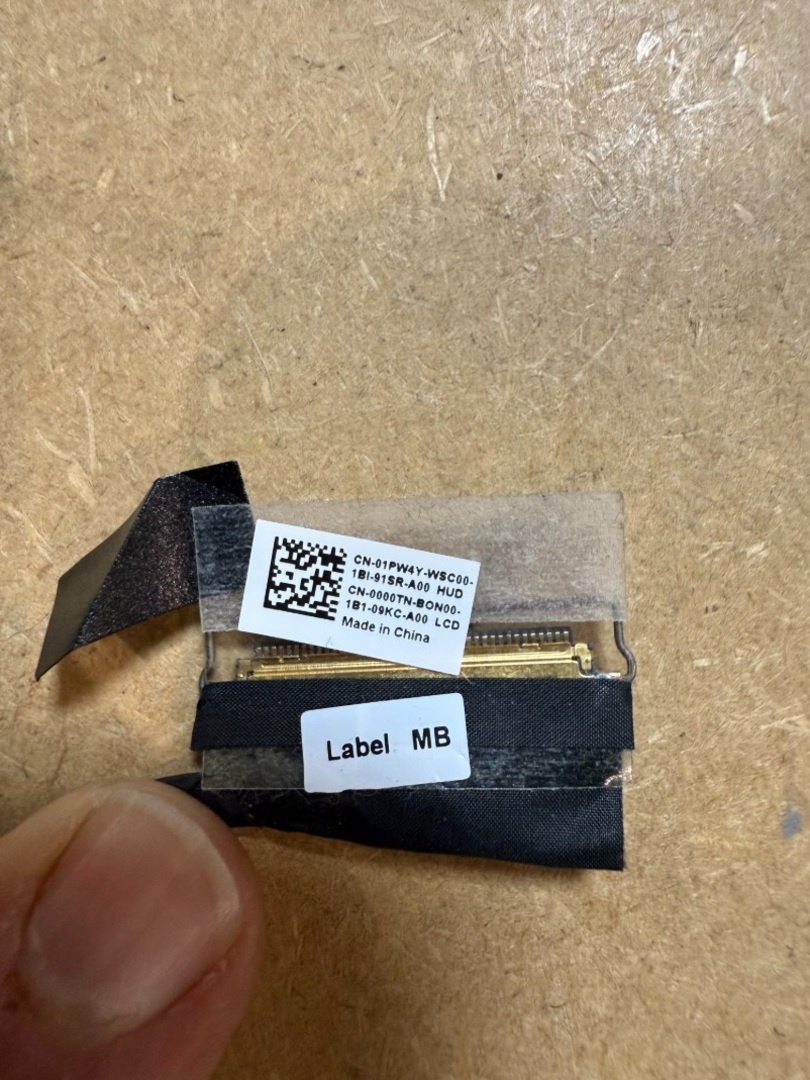 CN-01PW4Y-WSC00-
1BI-91SR-A00 HUD
CN-0000TN-BON00-
1B1-09KC-A00 LCD
Made in China
Label MB